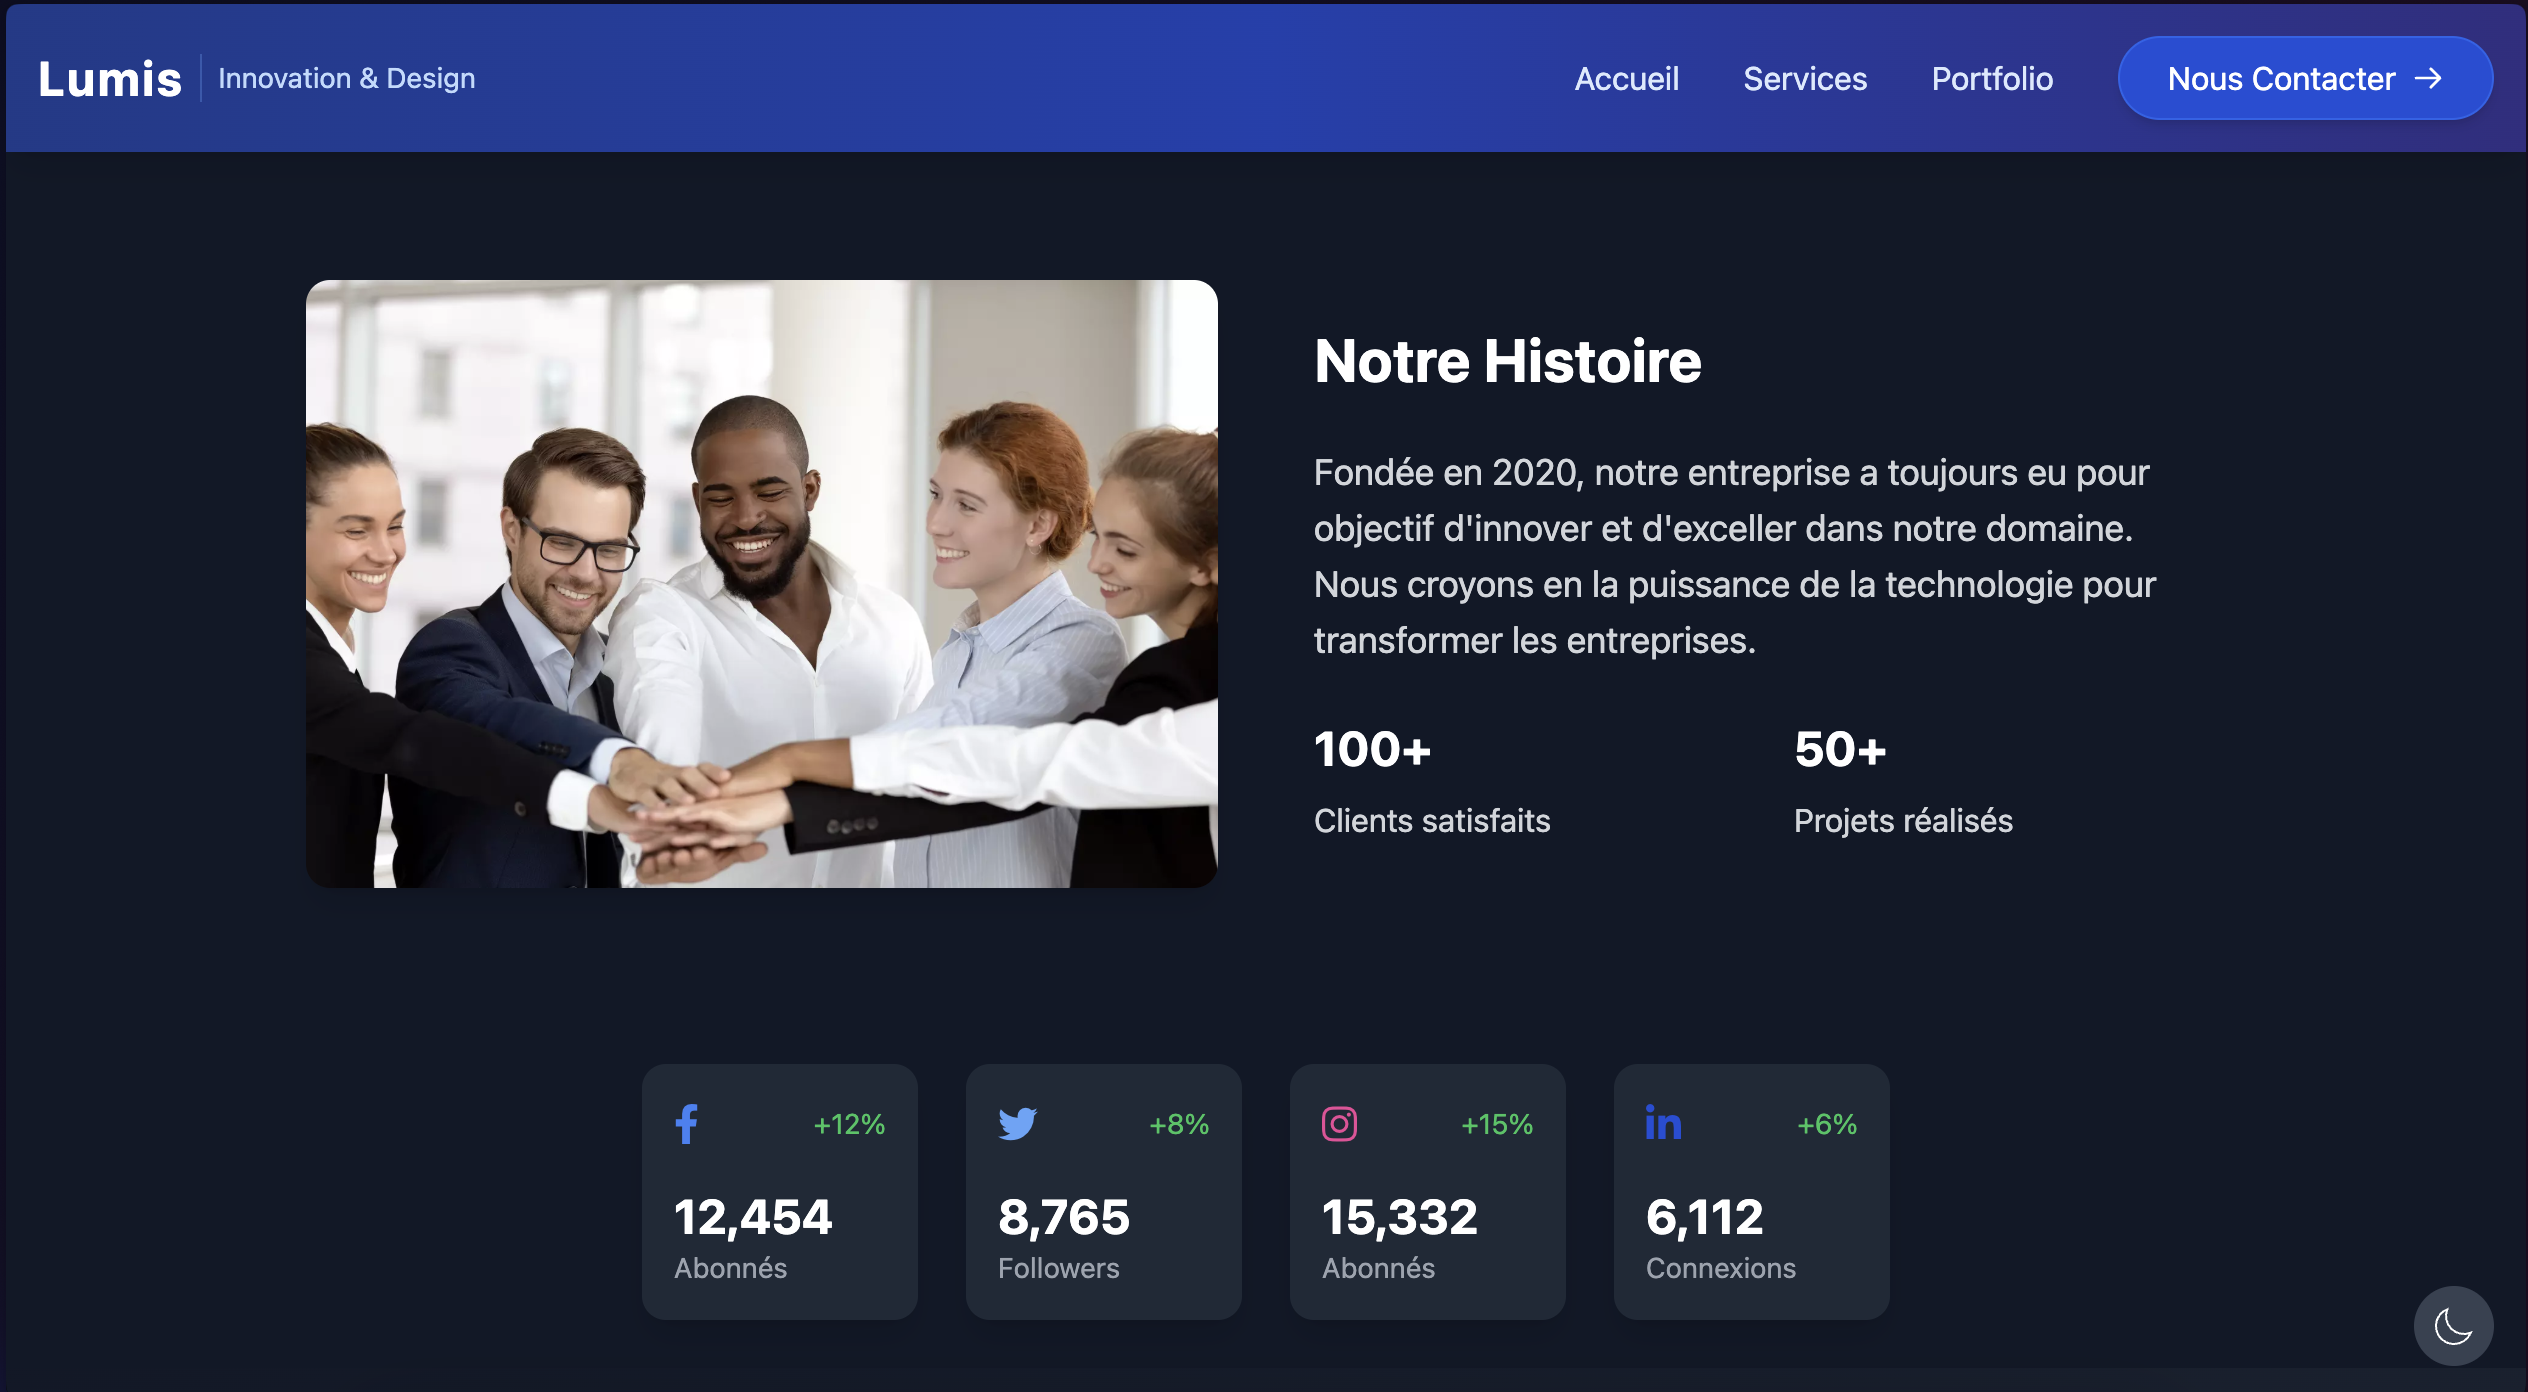 Lumis
Innovation & Design
Accueil
Services
Portfolio
Nous Contacter →
Notre Histoire
Fondée en 2020, notre entreprise a toujours eu pour
objectif d'innover et d'exceller dans notre domaine.
Nous croyons en la puissance de la technologie pour
transformer les entreprises.
100+
Clients satisfaits
50+
Projets réalisés
+12%
12,454
Abonnés
+8%
8,765
Followers
+15%
15,332
Abonnés
in
+6%
6,112
Connexions